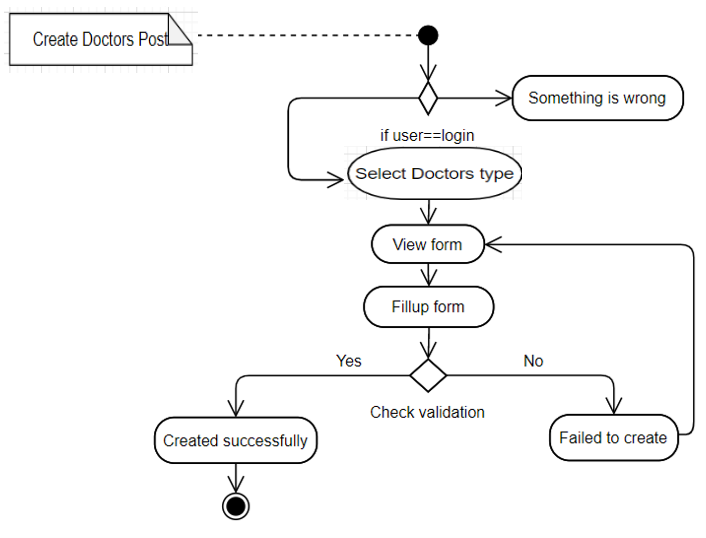 Create Doctors Post
Something is wrong
if user==login
Select Doctors type
View form
Fillup form
Yes
No
Check validation
Created successfully
Failed to create